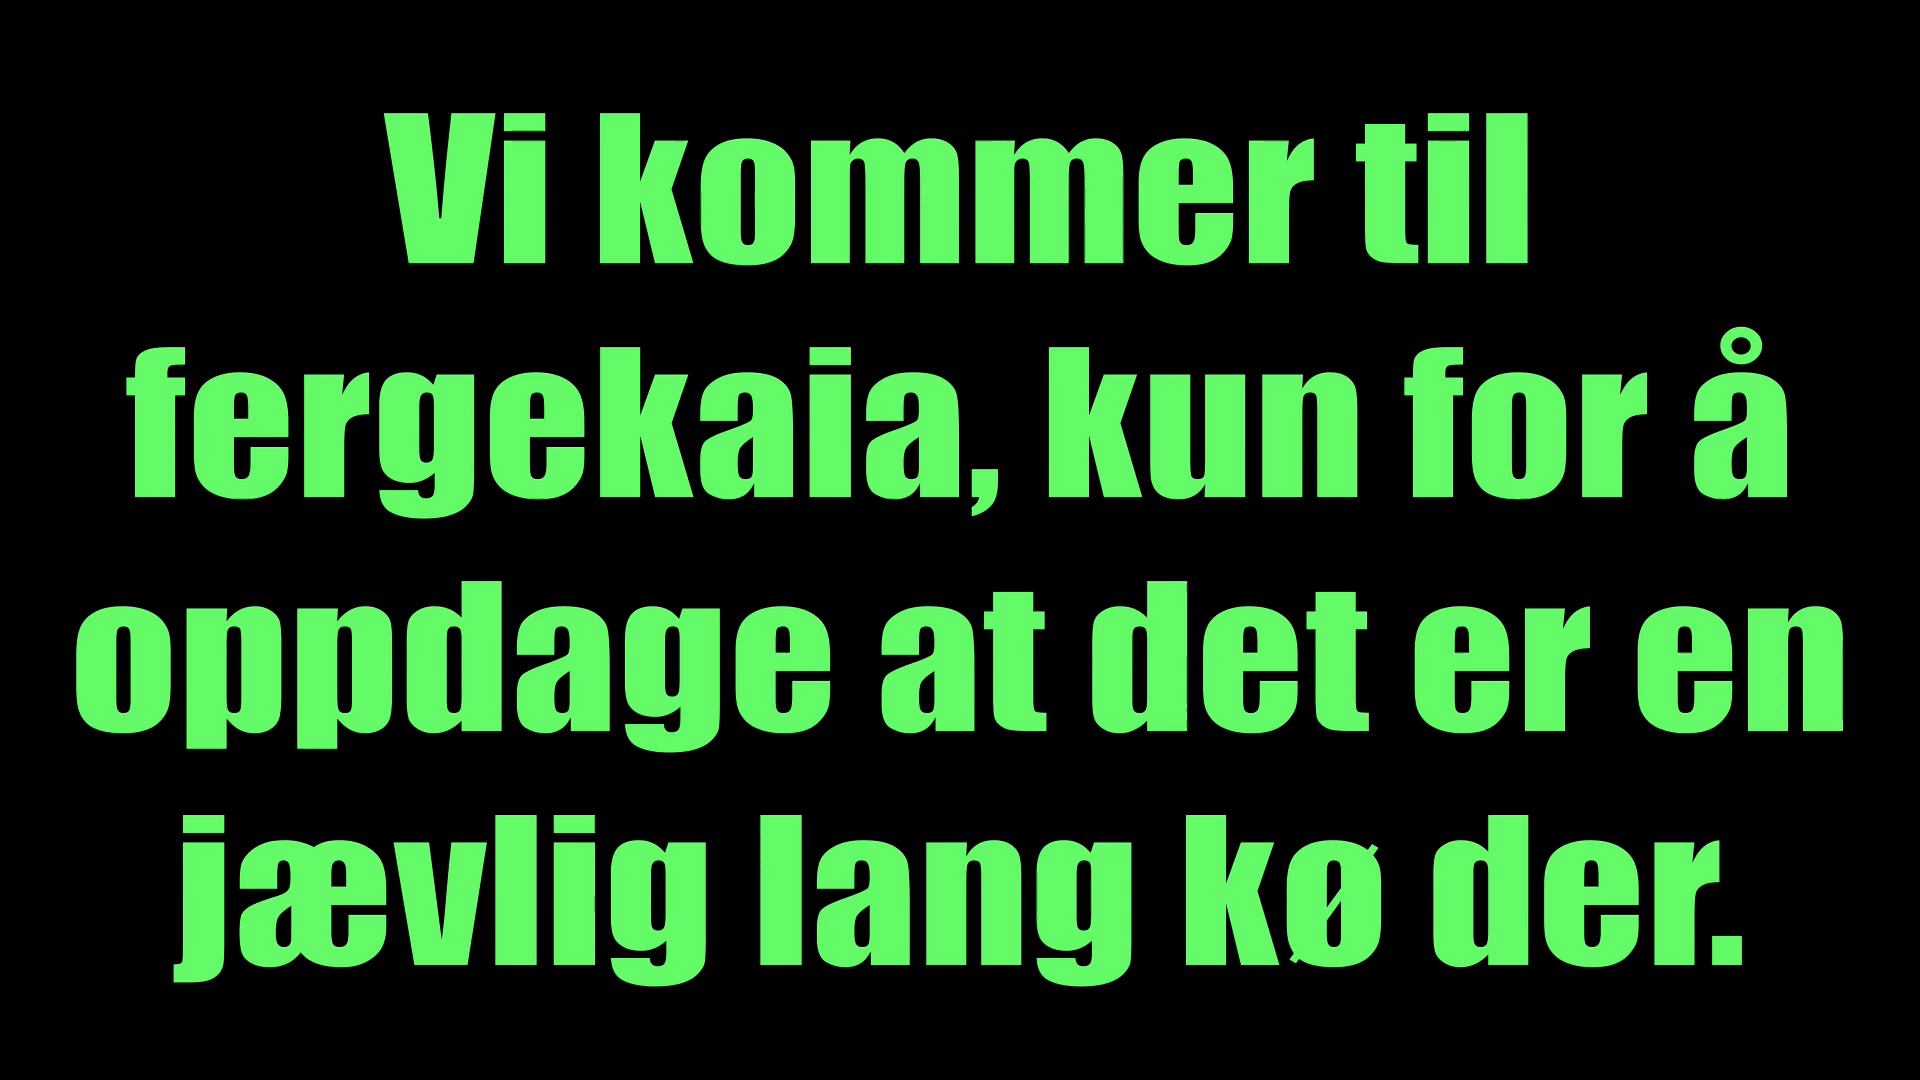 Vi kommer til
fergekaia, kun for å
oppdage at det er en
jævlig lang kø der.